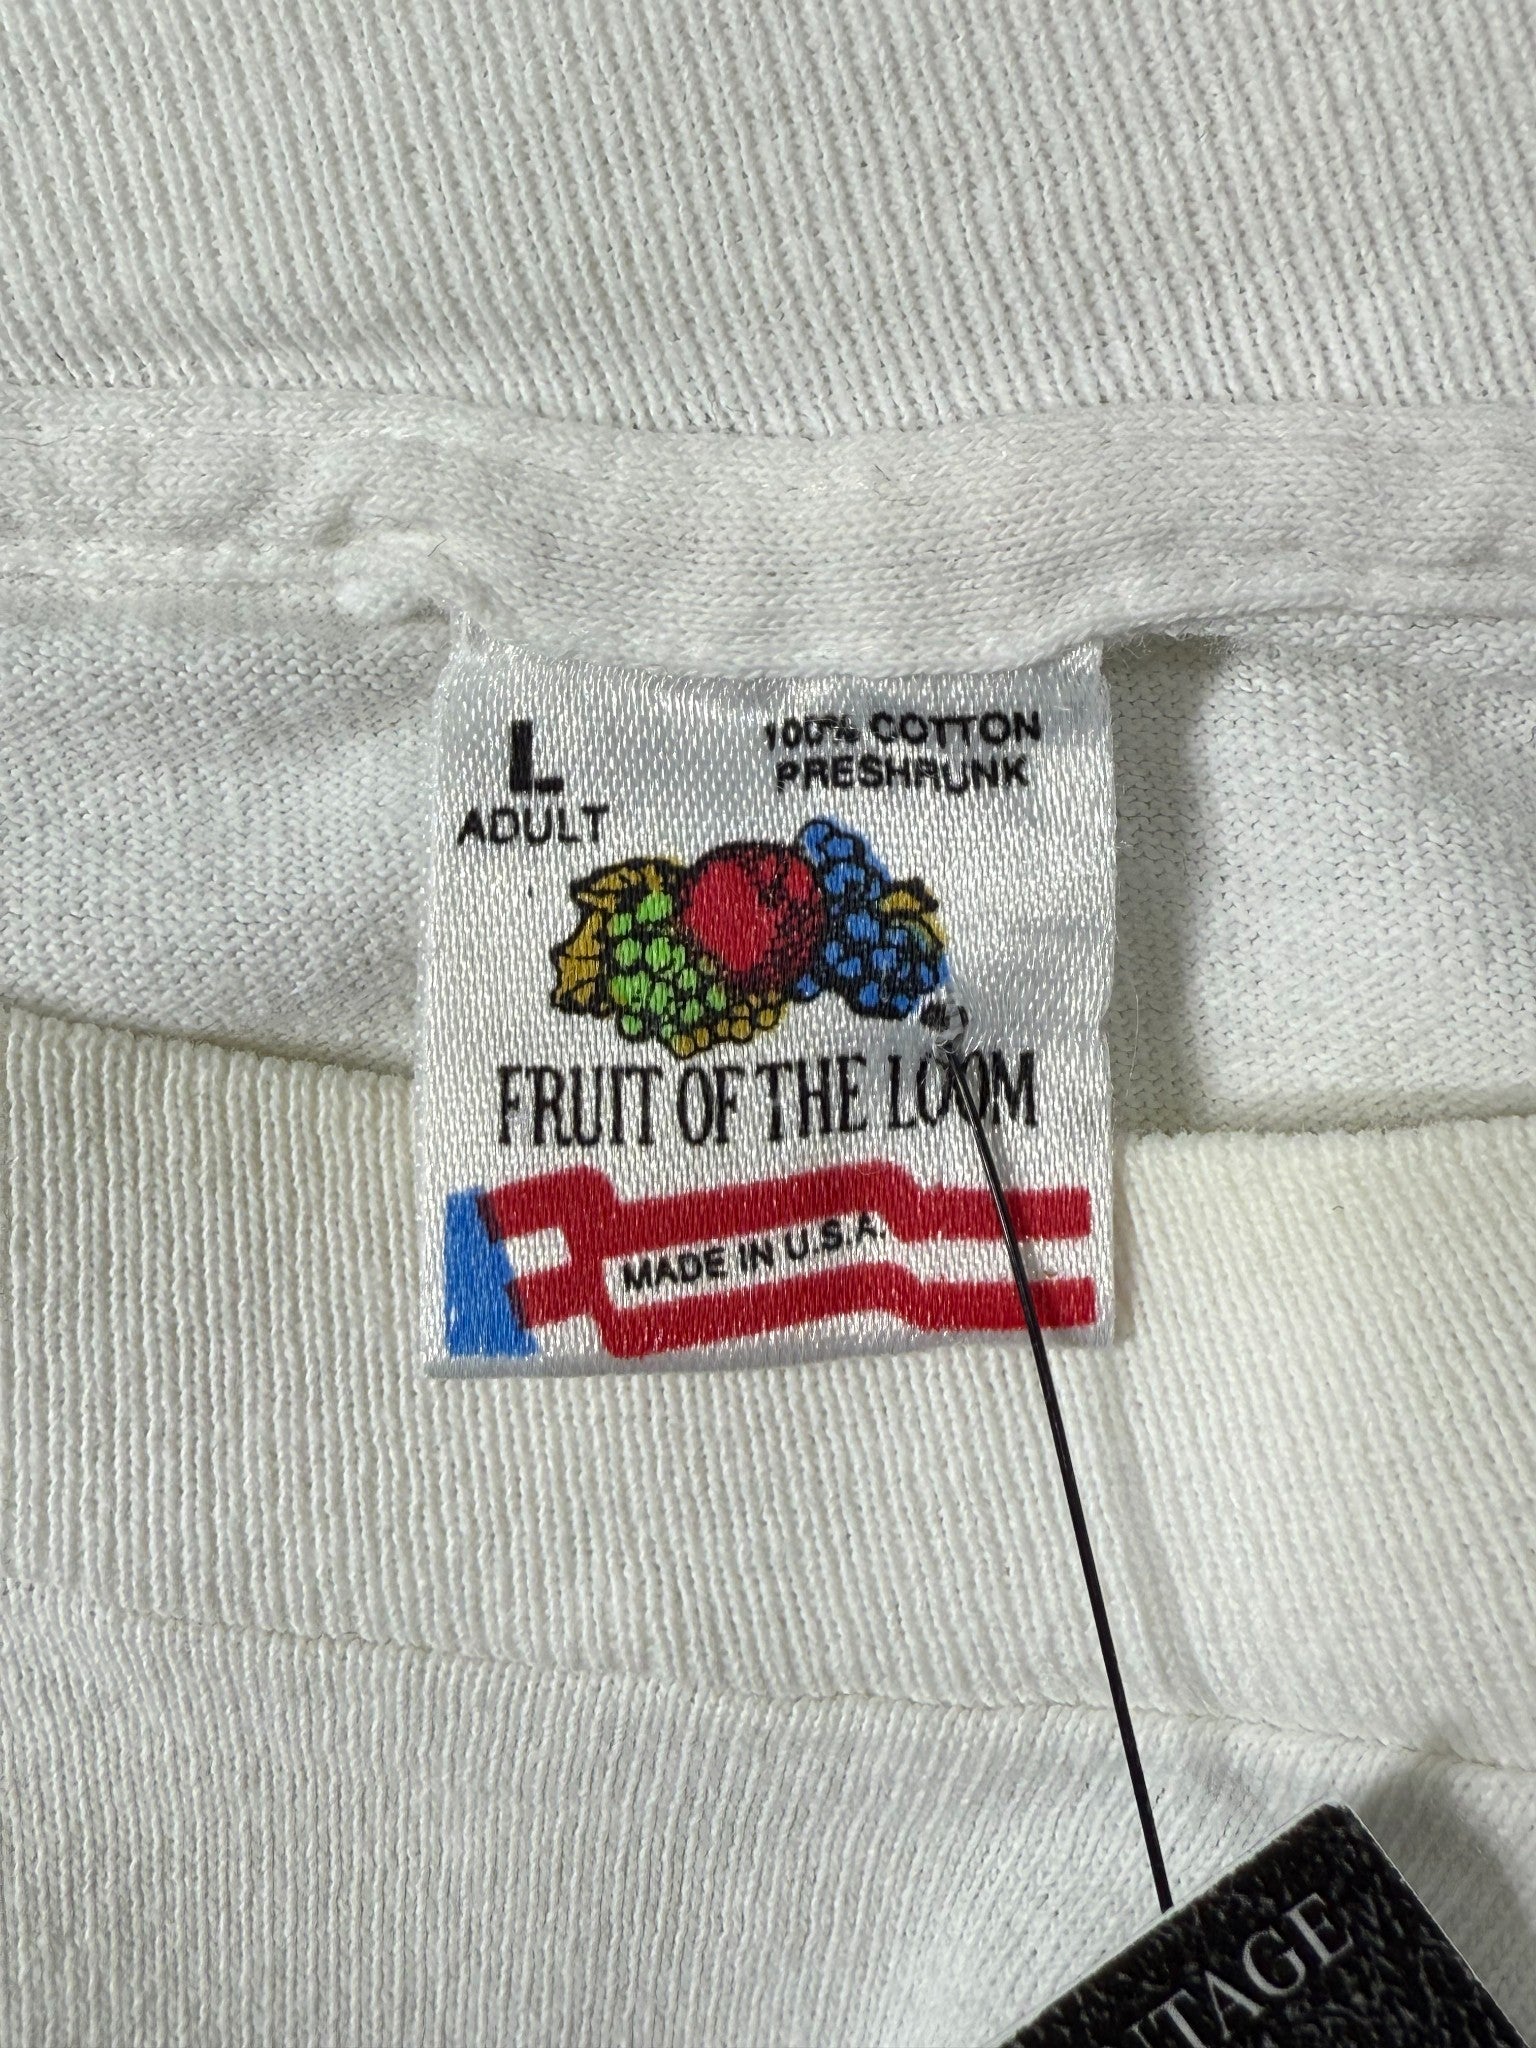 L
ADULT
100% COTTON
PRESHRUNK
FRUIT OF THE LOOM
MADE IN U.S.A.